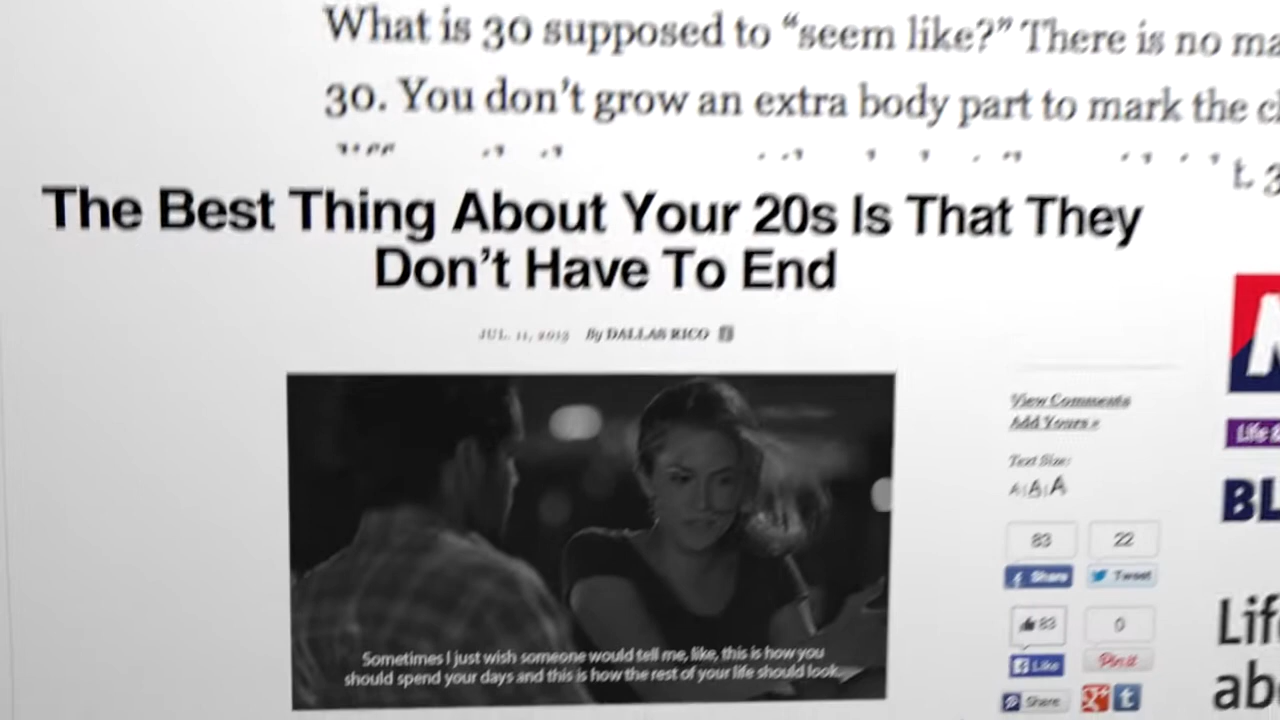 What is 30 supposed to “seem like?” There is no
30. You don’t grow an extra body part to mark the
The Best Thing About Your 20s Is That They
Don’t Have To End
JUL. 11, 2013 By DALLAS RICO
View Comments
Add Yours »
Text Size:
A A A
83 22
Share Tweet
83 0
Like Pin it
Share
Life
BL
Lif
Sometimes I just wish someone would tell me, like, this is how you
should spend your days and this is how the rest of your life should look.